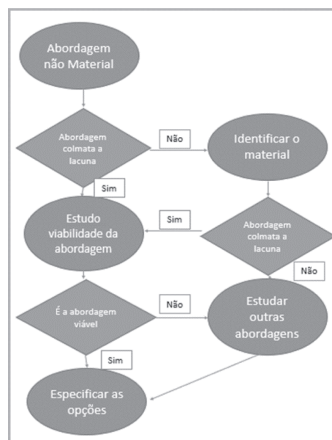 Abordagem
não Material
Abordagem
colmata a
lacuna
Não
Identificar o
material
Sim
Estudo
viabilidade da
abordagem
Sim
Abordagem
colmata a
lacuna
Não
É a abordagem
viável
Não
Estudar
outras
abordagens
Sim
Especificar as
opções